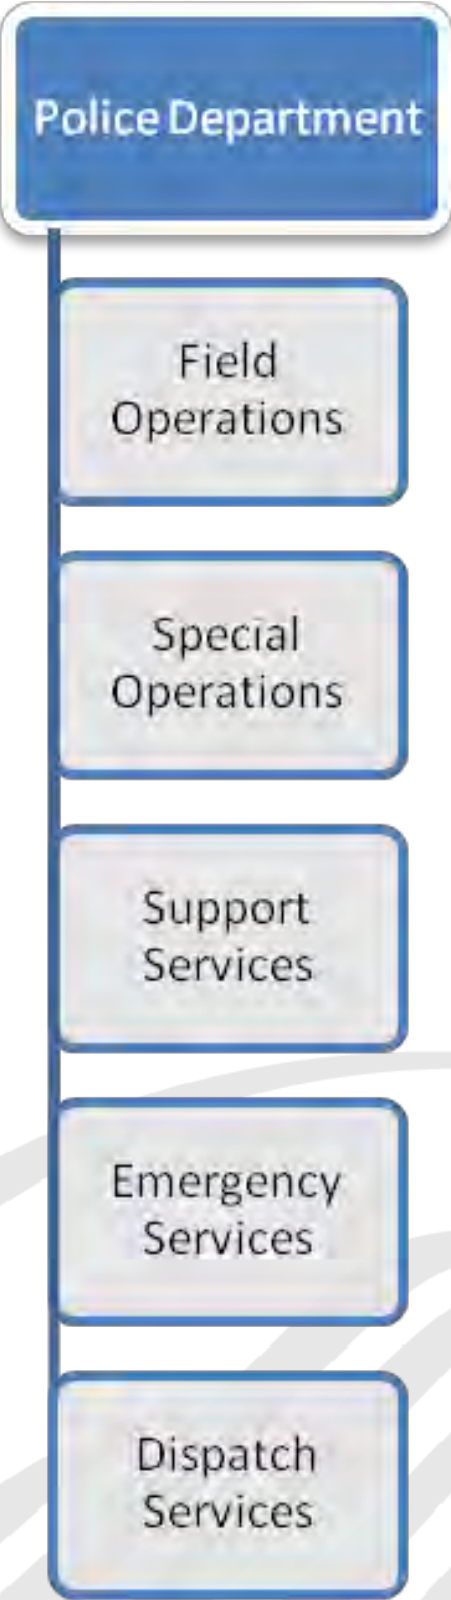 Police Department
Field
Operations
Special
Operations
Support
Services
Emergency
Services
Dispatch
Services